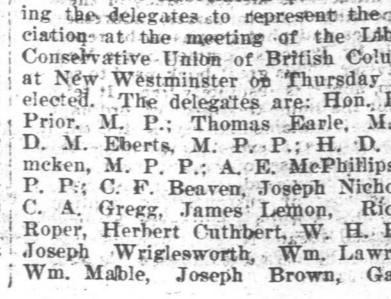 ing the delegates to represent the
ciation at the meeting of the Lib
Conservative Union of British Colu
at New Westminster on Thursday
elected. The delegates are: Hon. 
Prior, M. P.; Thomas Earle, M.
D. M. Eberts, M. P. P.; H. D.
mcken, M. P. P.; A. E. McPhillips
P. P.; C. F. Beaven, Joseph Nicho
C. A. Gregg, James Lemon, Ric
Roper, Herbert Cuthbert, W. H. 
Joseph Wriglesworth, Wm. Lawr
Wm. Mable, Joseph Brown, Ga